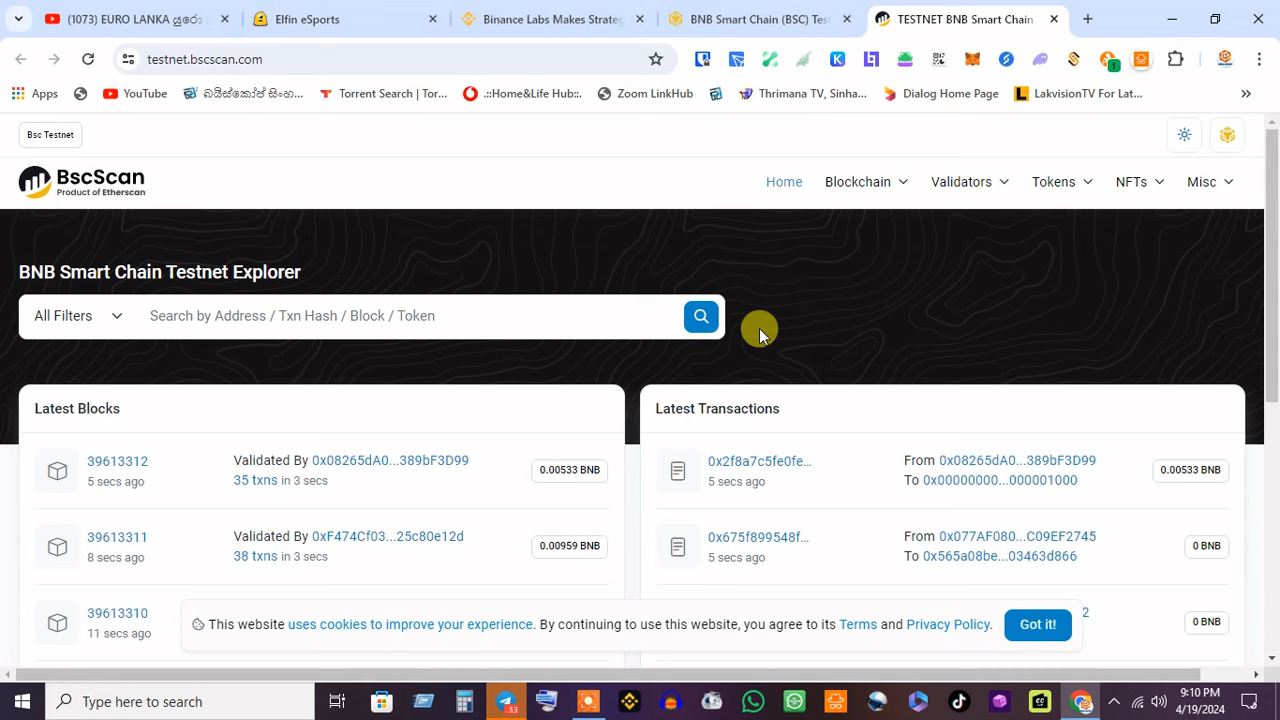 (1073) EURO LANKA யுரோ
Elfin eSports
Binance Labs Makes Strateg
BNB Smart Chain (BSC) Test
TESTNET BNB Smart Chain
testnet.bscscan.com
1
Apps
YouTube
බයිස්කෝප් සිංහ...
Torrent Search | Tor...
.::Home&Life Hub::.
Zoom LinkHub
Thrimana TV, Sinha...
Dialog Home Page
LakvisionTV For Lat...
Bsc Testnet
BscScan
Product of Etherscan
Home
Blockchain
Validators
Tokens
NFTs
Misc
BNB Smart Chain Testnet Explorer
All Filters
Search by Address / Txn Hash / Block / Token
Latest Blocks
39613312
5 secs ago
Validated By 0x08265dA0...389bF3D99
35 txns in 3 secs
0.00533 BNB
39613311
8 secs ago
Validated By 0xF474Cf03...25c80e12d
38 txns in 3 secs
0.00959 BNB
39613310
11 secs ago
Latest Transactions
0x2f8a7c5fe0fe...
5 secs ago
From 0x08265dA0...389bF3D99
To 0x00000000...000001000
0.00533 BNB
0x675f899548f...
5 secs ago
From 0x077AF080...C09EF2745
To 0x565a08be...03463d866
0 BNB
2
0 BNB
This website uses cookies to improve your experience. By continuing to use this website, you agree to its Terms and Privacy Policy.
Got it!
Type here to search
53
9:10 PM
4/19/2024